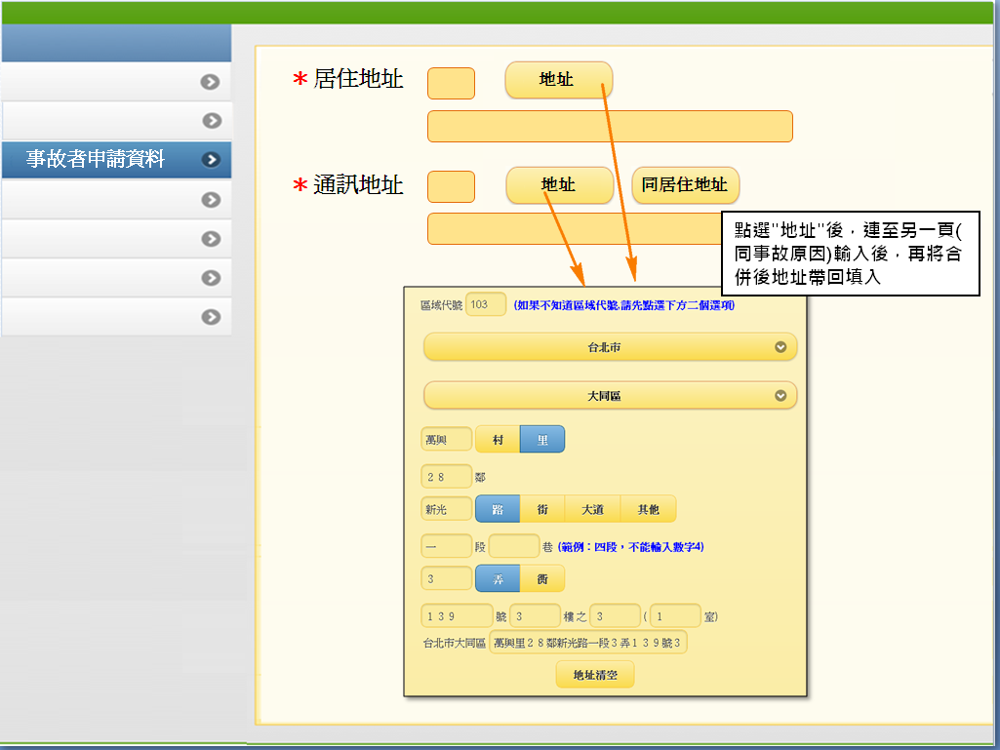 事故者申請資料
* 居住地址 地址
* 通訊地址 地址 同居住地址
點選"地址"後，連至另一頁(
同事故原因)輸入後，再將合
併後地址帶回填入
區域代號 103 (如果不知道區域代號,請先點選下方二個選項)
台北市
大同區
萬興 村 里
２８ 鄰
新光 路 街 大道 其他
一 段 巷 (範例：四段，不能輸入數字4)
3 弄 衖
１３９ 號 3 樓之 3 ( 1 室)
台北市大同區 萬興里２８鄰新光路一段３弄１３９號３
地址清空